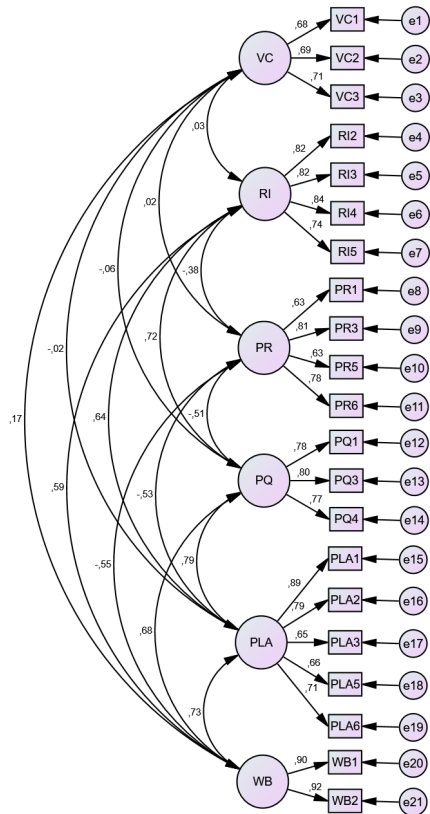 ,68 VC1 e1
VC ,69 VC2 e2
,71 VC3 e3
,03
,82 RI2 e4
,82 RI3 e5
RI ,84 RI4 e6
,02 ,74 RI5 e7
-,06 -,38
,63 PR1 e8
,72 ,81 PR3 e9
-,02 PR ,63 PR5 e10
,78 PR6 e11
,17 ,64 -,51
,78 PQ1 e12
,59 -,53 PQ ,80 PQ3 e13
,77 PQ4 e14
-,55 ,79
,89 PLA1 e15
,79 PLA2 e16
,68 PLA ,65 PLA3 e17
,66 PLA5 e18
,73 ,71 PLA6 e19
,90 WB1 e20
WB ,92 WB2 e21